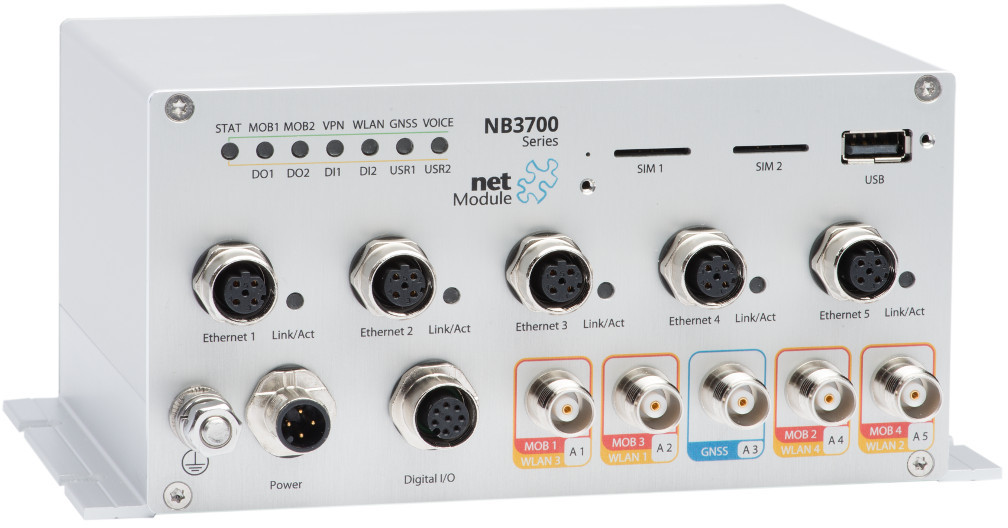 STAT MOB1 MOB2 VPN WLAN GNSS VOICE
DO1 DO2 DI1 DI2 USR1 USR2
NB3700
Series
net
Module
SIM 1
SIM 2
USB
Ethernet 1 Link/Act
Ethernet 2 Link/Act
Ethernet 3 Link/Act
Ethernet 4 Link/Act
Ethernet 5 Link/Act
Power
Digital I/O
MOB 1
WLAN 3
A 1
MOB 3
WLAN 1
A 2
GNSS
A 3
MOB 2
WLAN 4
A 4
MOB 4
WLAN 2
A 5